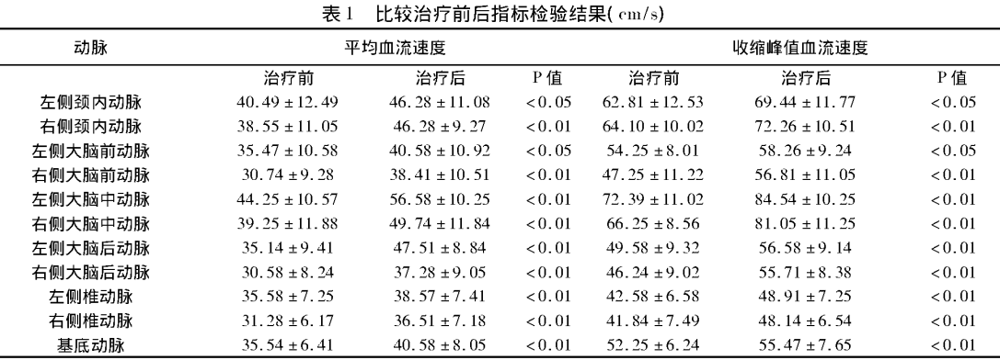 表1 比较治疗前后指标检验结果( cm/s)
动脉 平均血流速度 收缩峰值血流速度
治疗前 治疗后 P 值 治疗前 治疗后 P 值
左侧颈内动脉 40.49 ±12.49 46.28 ±11.08 <0.05 62.81 ±12.53 69.44 ±11.77 <0.05
右侧颈内动脉 38.55 ±11.05 46.28 ±9.27 <0.01 64.10 ±10.02 72.26 ±10.51 <0.01
左侧大脑前动脉 35.47 ±10.58 40.58 ±10.92 <0.05 54.25 ±8.01 58.26 ±9.24 <0.05
右侧大脑前动脉 30.74 ±9.28 38.41 ±10.51 <0.01 47.25 ±11.22 56.81 ±11.05 <0.01
左侧大脑中动脉 44.25 ±10.57 56.58 ±10.25 <0.01 72.39 ±11.02 84.54 ±10.25 <0.01
右侧大脑中动脉 39.25 ±11.88 49.74 ±11.84 <0.01 66.25 ±8.56 81.05 ±11.25 <0.01
左侧大脑后动脉 35.14 ±9.41 47.51 ±8.84 <0.01 49.58 ±9.32 56.58 ±9.14 <0.01
右侧大脑后动脉 30.58 ±8.24 37.28 ±9.05 <0.01 46.24 ±9.02 55.71 ±8.38 <0.01
左侧椎动脉 35.58 ±7.25 38.57 ±7.41 <0.01 42.58 ±6.58 48.91 ±7.25 <0.01
右侧椎动脉 31.28 ±6.17 36.51 ±7.18 <0.01 41.84 ±7.49 48.14 ±6.54 <0.01
基底动脉 35.54 ±6.41 40.58 ±8.05 <0.01 52.25 ±6.24 55.47 ±7.65 <0.01